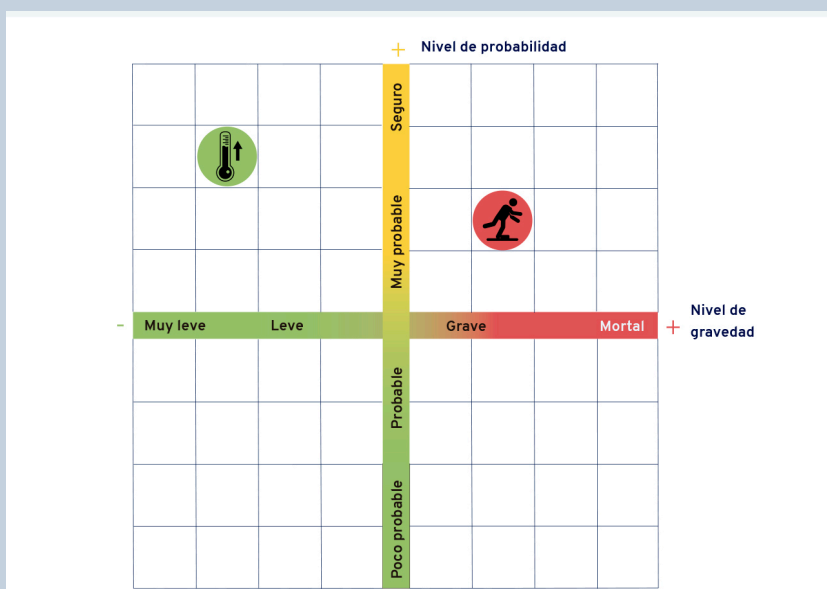 + Nivel de probabilidad
Seguro
Muy probable
- Muy leve Leve Grave Mortal + Nivel de
gravedad
Probable
Poco probable